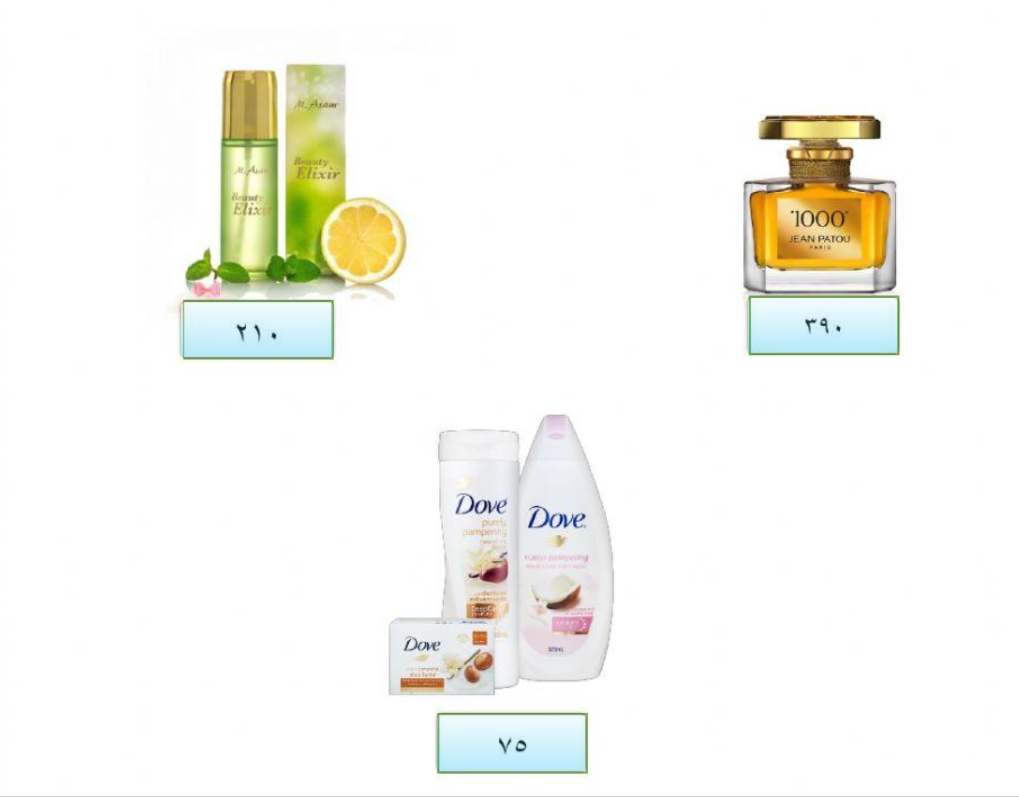 M. Asam
Beauty
Elixir
M. Asam
Beauty
Elixir
٢١٠
"1000"
JEAN PATOU
PARIS
٣٩٠
Dove
purely
pampering
Dove
purely pampering
Dove
٧٥